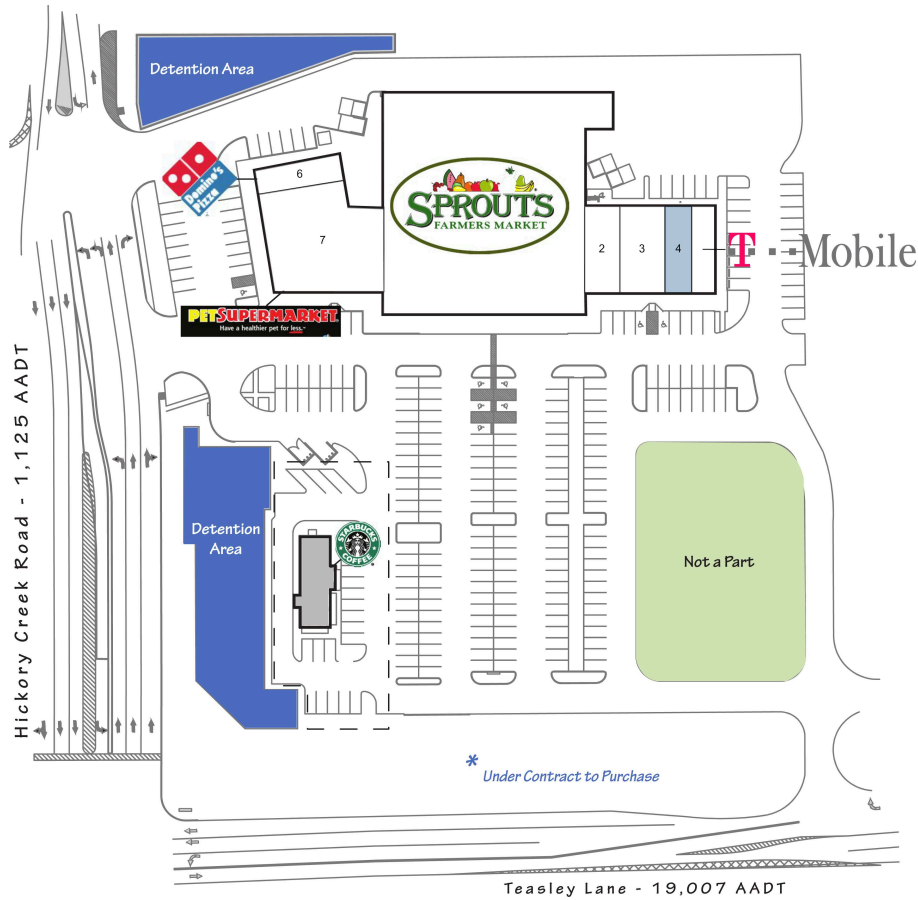 Detention Area
Domino's
Pizza
6
7
SPROUTS
FARMERS MARKET
2
3
4
T Mobile
PETSUPERMARKET
Have a healthier pet for less.
Hickory Creek Road - 1,125 AADT
Detention
Area
STARBUCKS
COFFEE
Not a Part
* Under Contract to Purchase
Teasley Lane - 19,007 AADT